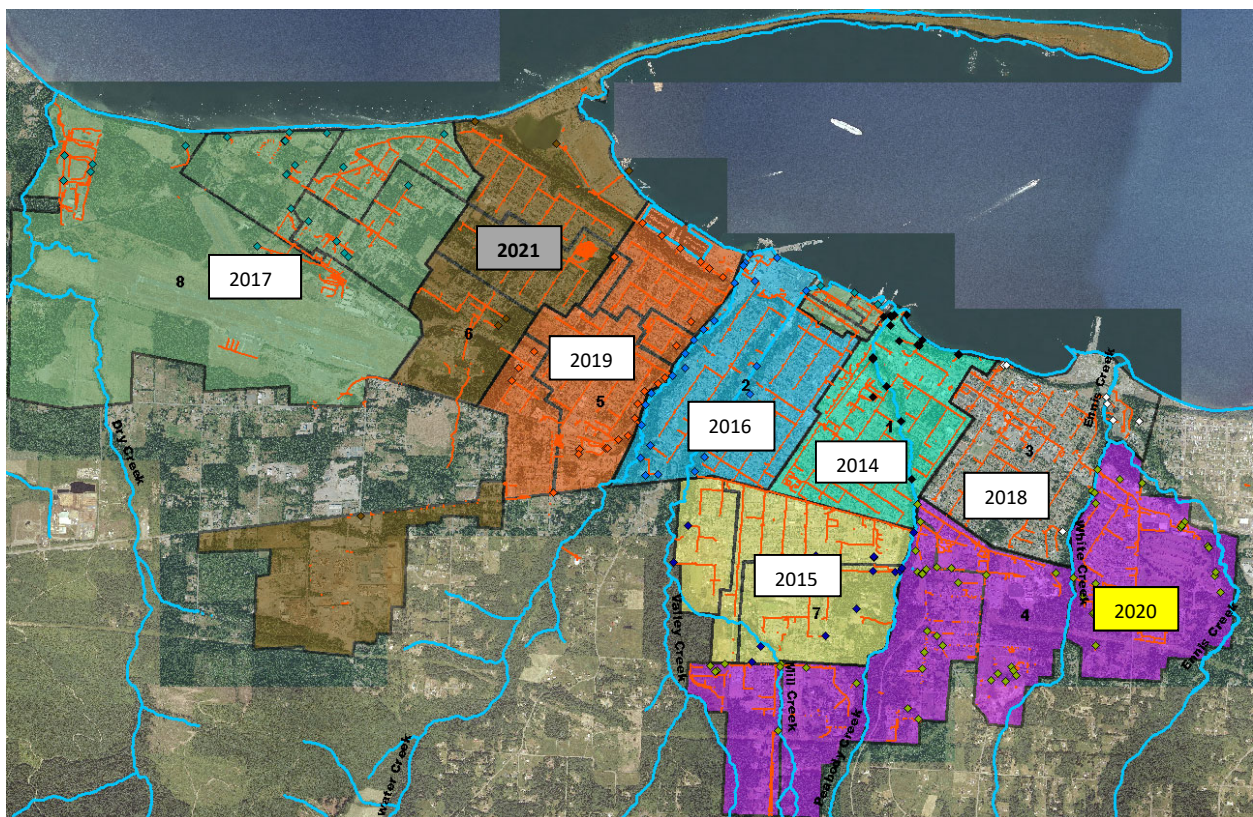 2021
8
2017
6
2019
5
2
2016
1
2014
3
2018
Ennis Creek
Dry Creek
2015
7
White Creek
4
2020
Ennis Creek
Valley Creek
Mill Creek
Peabody Creek
water Creek